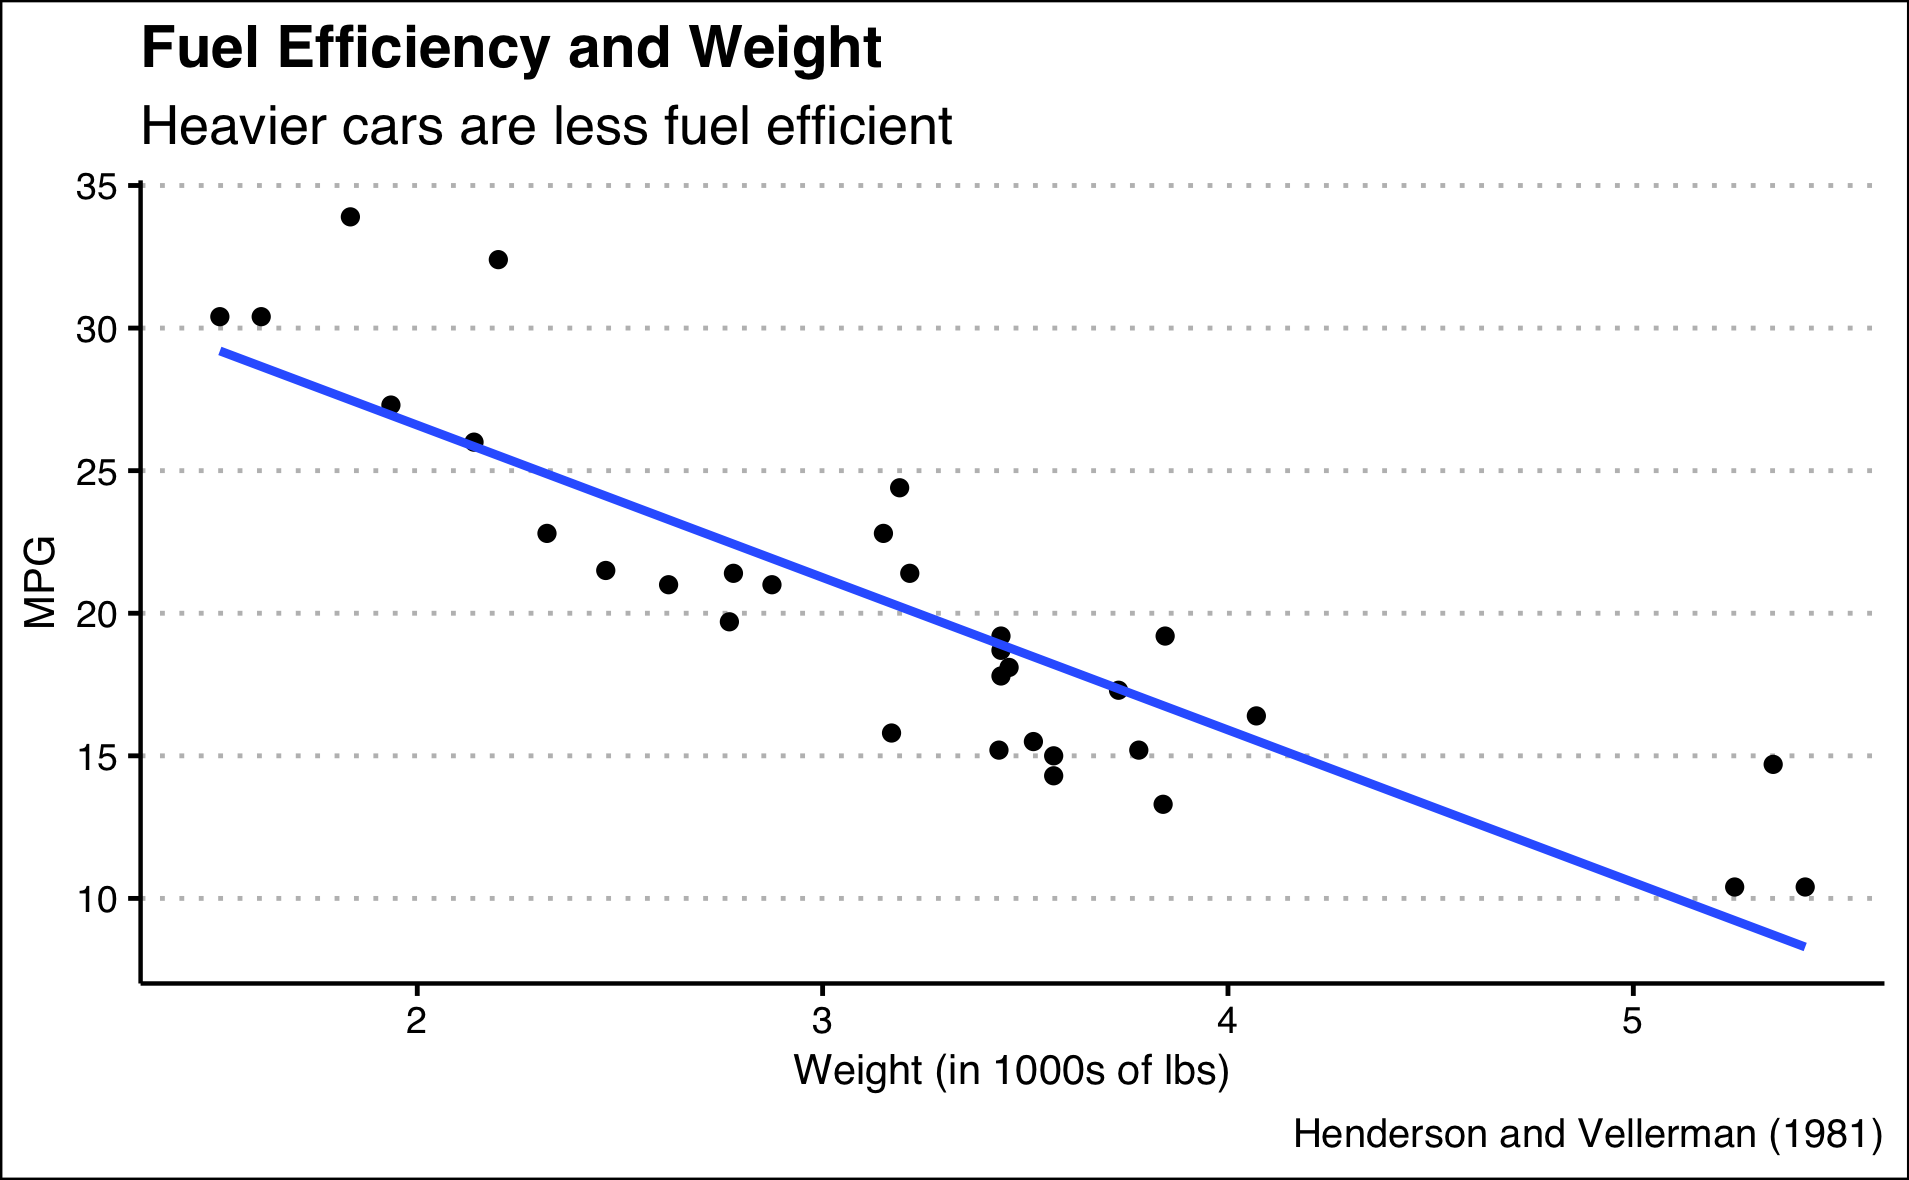 Fuel Efficiency and Weight
Heavier cars are less fuel efficient
35
30
25
20
15
10
MPG
2 3 4 5
Weight (in 1000s of lbs)
Henderson and Vellerman (1981)